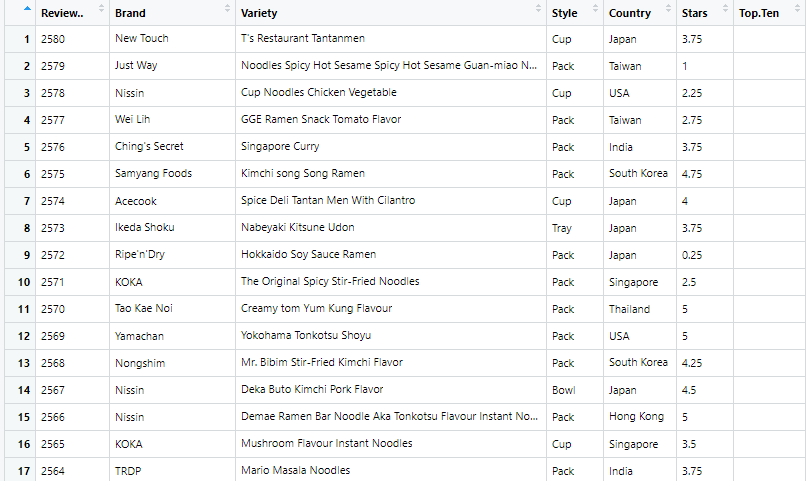 Review.. Brand Variety Style Country Stars Top.Ten
1 2580 New Touch T's Restaurant Tantanmen Cup Japan 3.75
2 2579 Just Way Noodles Spicy Hot Sesame Spicy Hot Sesame Guan-miao N... Pack Taiwan 1
3 2578 Nissin Cup Noodles Chicken Vegetable Cup USA 2.25
4 2577 Wei Lih GGE Ramen Snack Tomato Flavor Pack Taiwan 2.75
5 2576 Ching's Secret Singapore Curry Pack India 3.75
6 2575 Samyang Foods Kimchi song Song Ramen Pack South Korea 4.75
7 2574 Acecook Spice Deli Tantan Men With Cilantro Cup Japan 4
8 2573 Ikeda Shoku Nabeyaki Kitsune Udon Tray Japan 3.75
9 2572 Ripe'n'Dry Hokkaido Soy Sauce Ramen Pack Japan 0.25
10 2571 KOKA The Original Spicy Stir-Fried Noodles Pack Singapore 2.5
11 2570 Tao Kae Noi Creamy tom Yum Kung Flavour Pack Thailand 5
12 2569 Yamachan Yokohama Tonkotsu Shoyu Pack USA 5
13 2568 Nongshim Mr. Bibim Stir-Fried Kimchi Flavor Pack South Korea 4.25
14 2567 Nissin Deka Buto Kimchi Pork Flavor Bowl Japan 4.5
15 2566 Nissin Demae Ramen Bar Noodle Aka Tonkotsu Flavour Instant No... Pack Hong Kong 5
16 2565 KOKA Mushroom Flavour Instant Noodles Cup Singapore 3.5
17 2564 TRDP Mario Masala Noodles Pack India 3.75